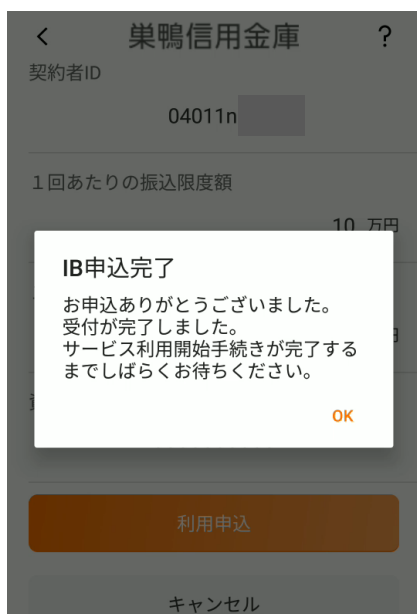 < 巣鴨信用金庫 ?
契約者ID
04011n
1回あたりの振込限度額
10 万円
IB申込完了
お申込ありがとうございました。
受付が完了しました。
サービス利用開始手続きが完了する
までしばらくお待ちください。
OK
利用申込
キャンセル